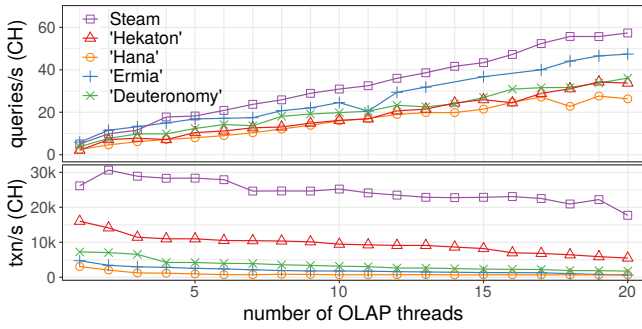 Steam
'Hekaton'
'Hana'
'Ermia'
'Deuteronomy'
queries/s (CH)
60
40
20
0
txn/s (CH)
30k
20k
10k
0
5
10
15
20
number of OLAP threads